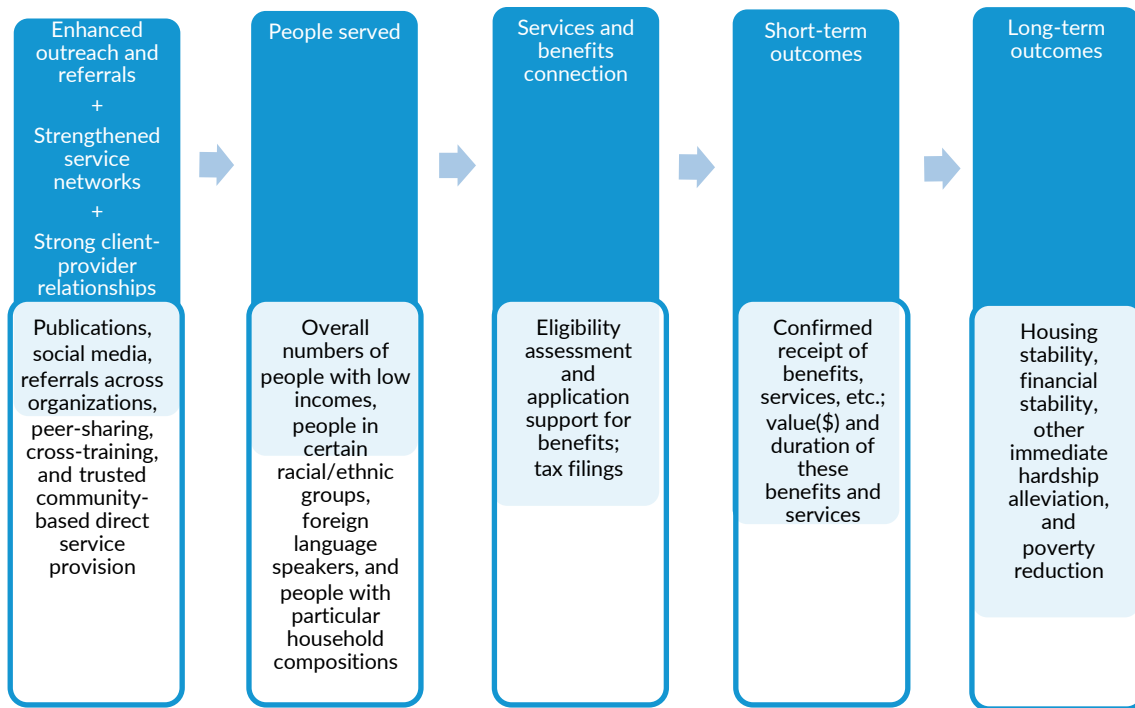 Enhanced
outreach and
referrals
+
Strengthened
service
networks
+
Strong client-
provider
relationships
Publications,
social media,
referrals across
organizations,
peer-sharing,
cross-training,
and trusted
community-
based direct
service
provision
People served
Overall
numbers of
people with low
incomes,
people in
certain
racial/ethnic
groups,
foreign
language
speakers, and
people with
particular
household
compositions
Services and
benefits
connection
Eligibility
assessment
and
application
support for
benefits;
tax filings
Short-term
outcomes
Confirmed
receipt of
benefits,
services, etc.;
value($) and
duration of
these
benefits and
services
Long-term
outcomes
Housing
stability,
financial
stability,
other
immediate
hardship
alleviation,
and
poverty
reduction